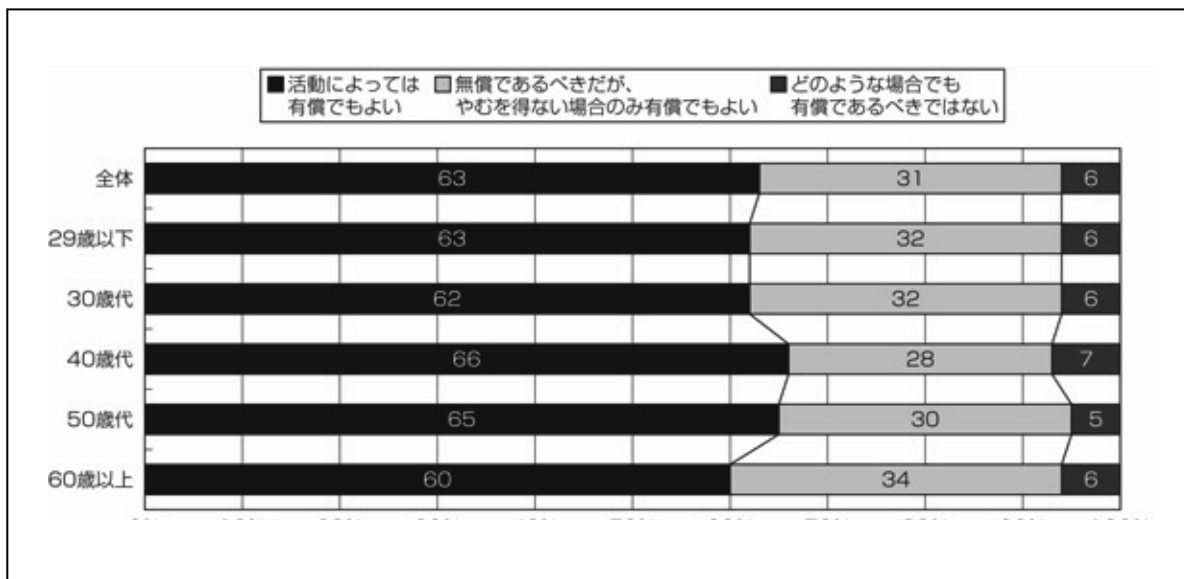 ■活動によっては
有償でもよい
■無償であるべきだが、
やむを得ない場合のみ有償でもよい
■どのような場合でも
有償であるべきではない
全体 63 31 6
29歳以下 63 32 6
30歳代 62 32 6
40歳代 66 28 7
50歳代 65 30 5
60歳以上 60 34 6